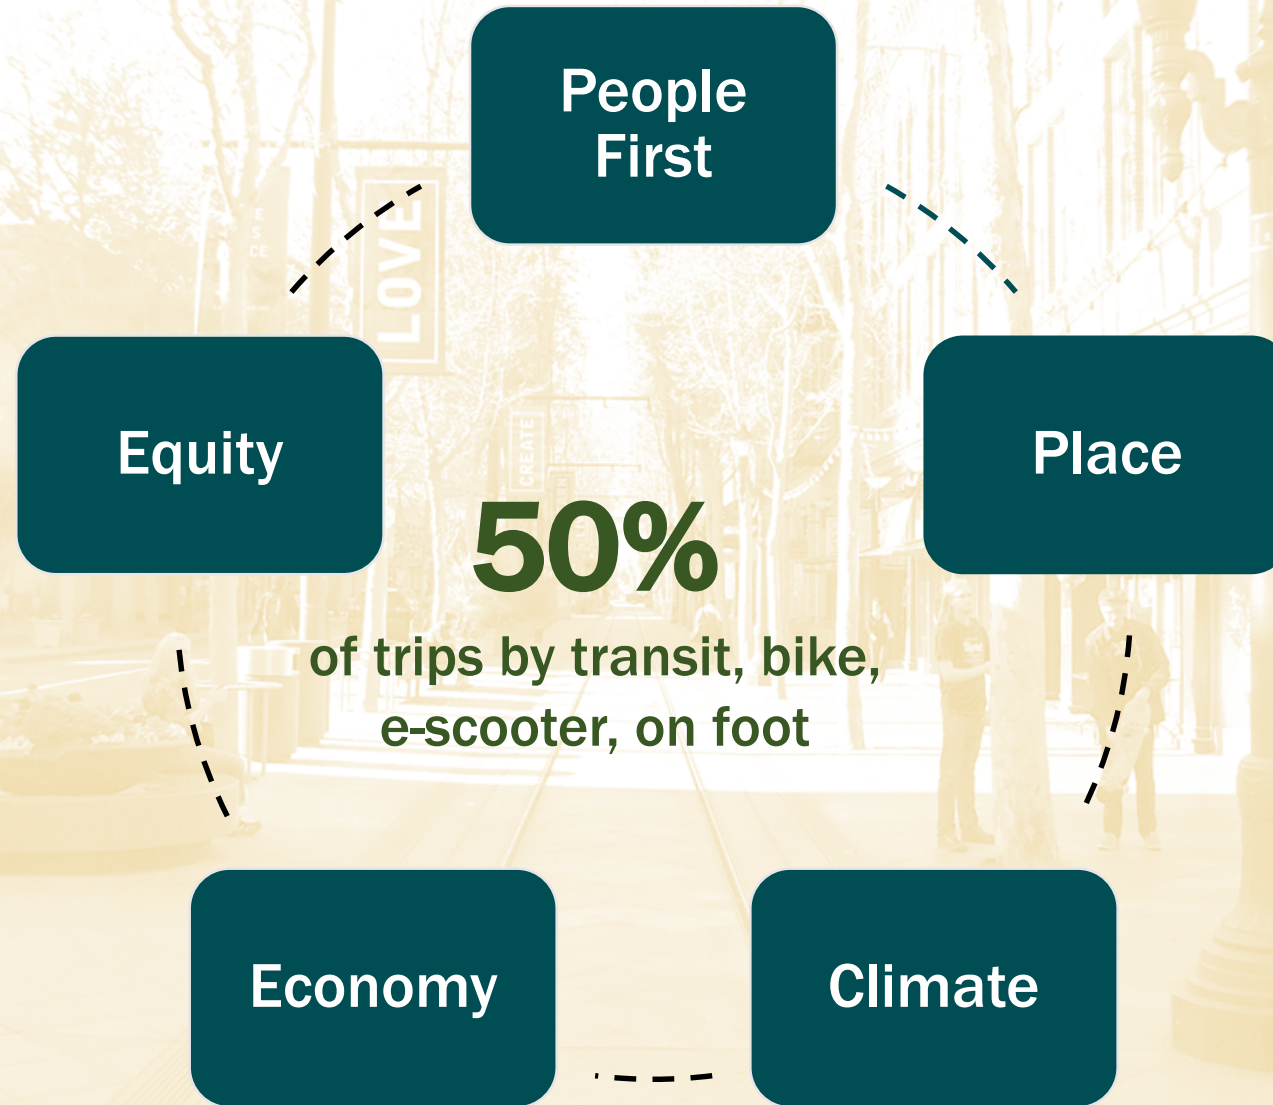 People
First
LOVE
Equity
Place
CREATE
50%
of trips by transit, bike,
e-scooter, on foot
Economy
Climate